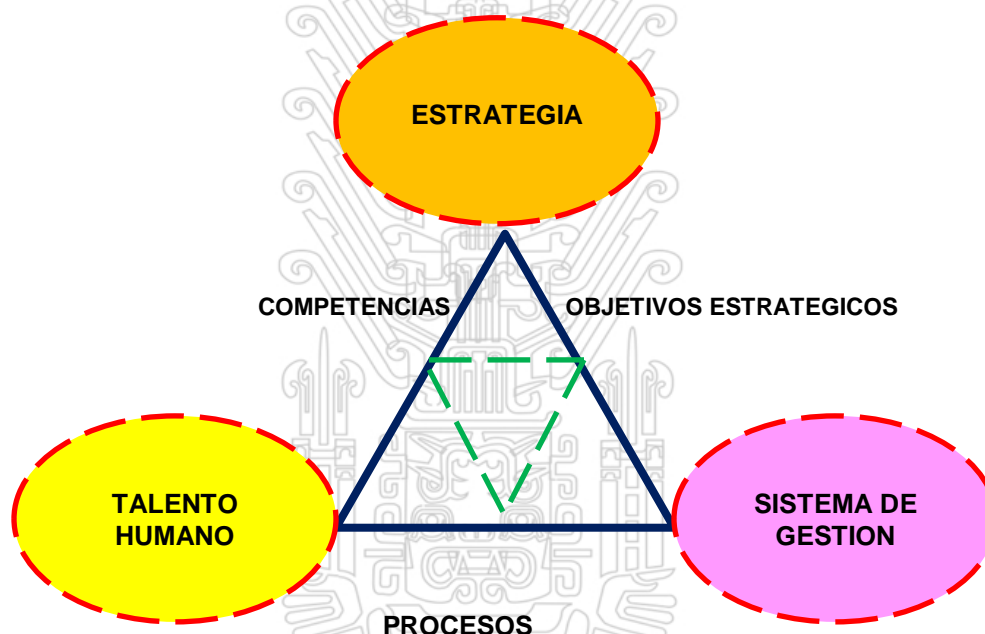 ESTRATEGIA
COMPETENCIAS
OBJETIVOS ESTRATEGICOS
TALENTO
HUMANO
SISTEMA DE
GESTION
PROCESOS